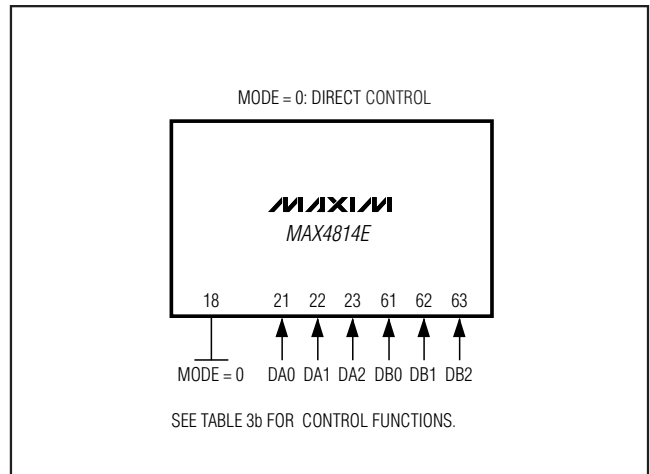 MODE = 0: DIRECT CONTROL
MAXIM
MAX4814E
18 21 22 23 61 62 63
MODE = 0 DA0 DA1 DA2 DB0 DB1 DB2
SEE TABLE 3b FOR CONTROL FUNCTIONS.